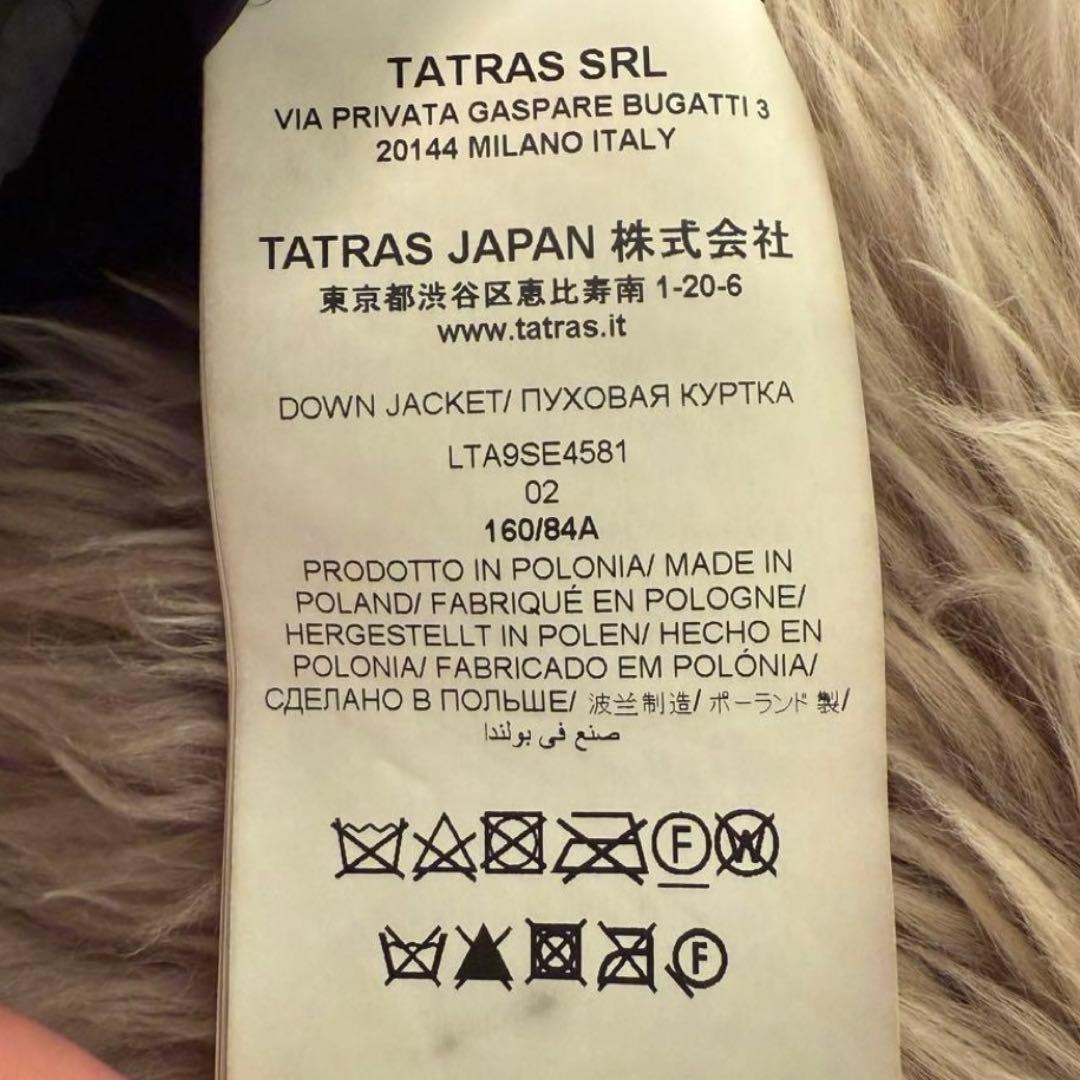 TATRAS SRL
VIA PRIVATA GASPARE BUGATTI 3
20144 MILANO ITALY
TATRAS JAPAN 株式会社
東京都渋谷区恵比寿南 1-20-6
www.tatras.it
DOWN JACKET/ ПУХОВАЯ КУРТКА
LTA9SE4581
02
160/84A
PRODOTTO IN POLONIA/ MADE IN
POLAND/ FABRIQUÉ EN POLOGNE/
HERGESTELLT IN POLEN/ HECHO EN
POLONIA/ FABRICADO EM POLÓNIA/
СДЕЛАНО В ПОЛЬШЕ/ 波兰制造/ ポーランド 製/
صنع في بولندا
F W
F